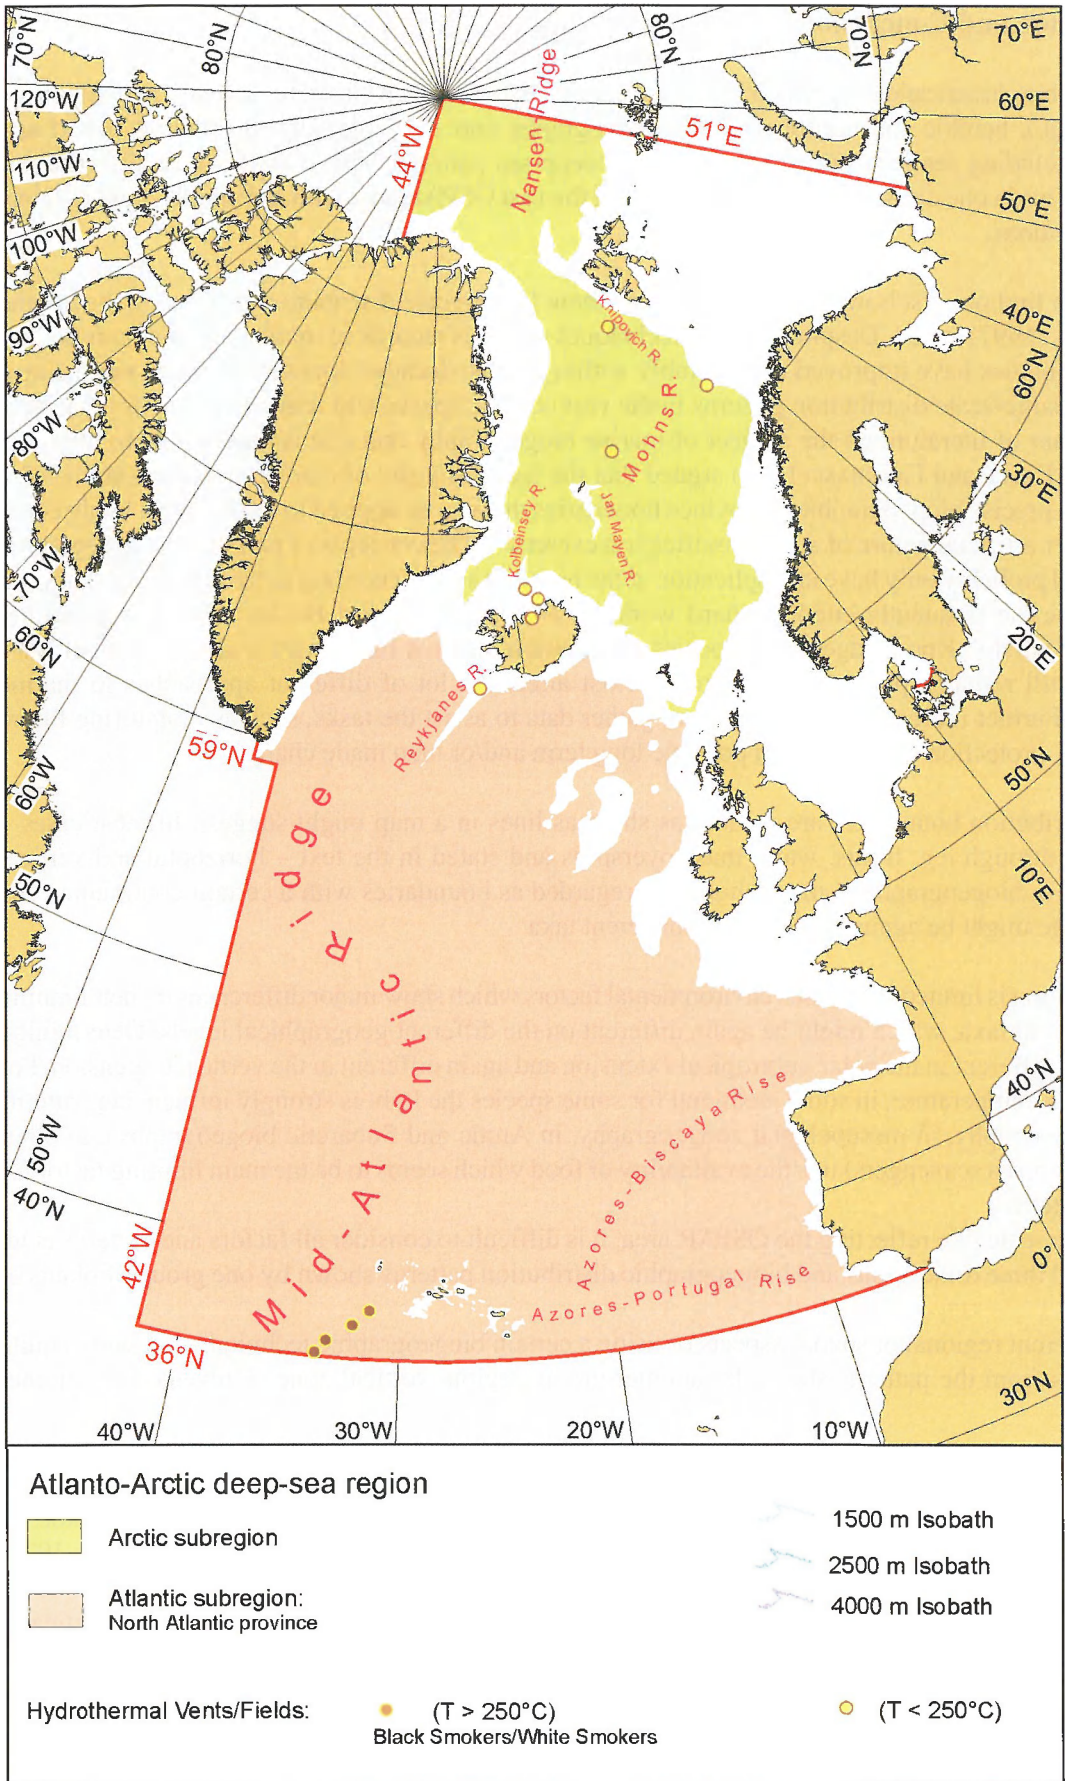 70°N
80°N
80°N
70°N
70°E
120°W
60°E
110°W
44°W
Nansen-Ridge
51°E
50°E
100°W
90°W
40°E
Knipovich R.
60°N
80°W
Mohns R.
30°E
Kolbeinsey R.
Jan Mayen R.
70°W
60°N
20°E
Reykjanes R.
59°N
60°W
50°N
50°N
10°E
Mid-Atlantic Ridge
40°N
50°W
40°N
Azores-Biscaya Rise
42°W
0°
Azores-Portugal Rise
36°N
30°N
40°W
30°W
20°W
10°W
Atlanto-Arctic deep-sea region
Arctic subregion
1500 m Isobath
2500 m Isobath
Atlantic subregion:
North Atlantic province
4000 m Isobath
Hydrothermal Vents/Fields:
(T > 250°C)
Black Smokers/White Smokers
(T < 250°C)